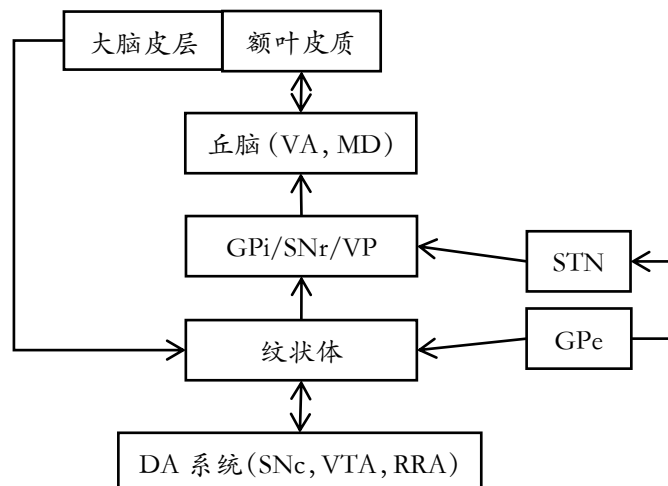 大脑皮层 额叶皮质
丘脑 (VA, MD)
GPi/SNr/VP
STN
GPe
纹状体
DA 系统(SNc, VTA, RRA)